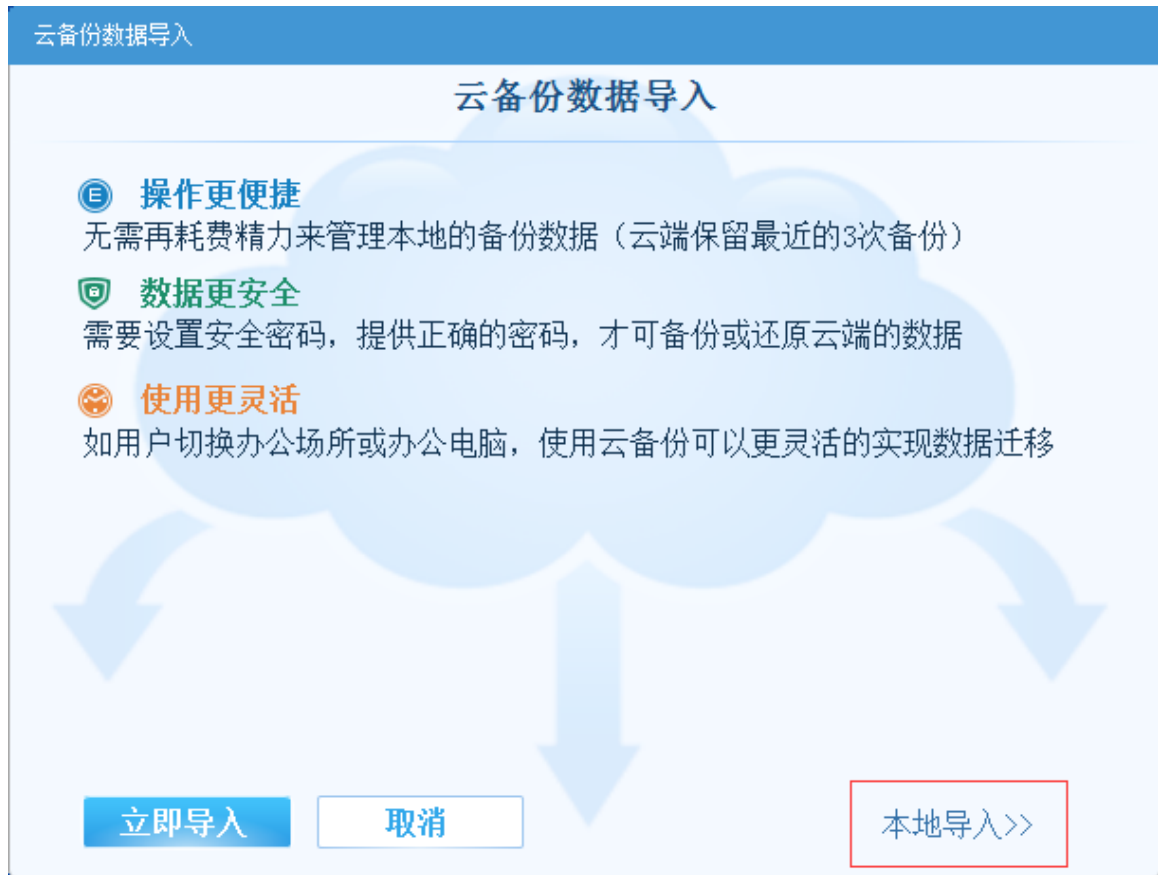 云备份数据导入
云备份数据导入
操作更便捷
无需再耗费精力来管理本地的备份数据（云端保留最近的3次备份）
数据更安全
需要设置安全密码，提供正确的密码，才可备份或还原云端的数据
使用更灵活
如用户切换办公场所或办公电脑，使用云备份可以更灵活的实现数据迁移
立即导入 取消 本地导入>>